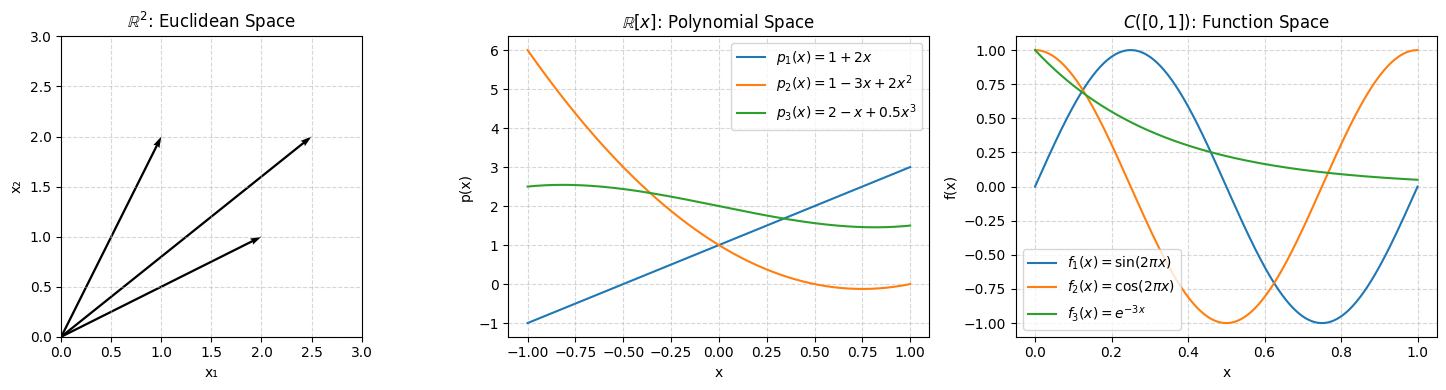 ℝ²: Euclidean Space
3.0
2.5
2.0
1.5
1.0
0.5
0.0
x₂
0.0 0.5 1.0 1.5 2.0 2.5 3.0
x₁
ℝ[x]: Polynomial Space
6
5
4
3
2
1
0
−1
p(x)
p₁(x) = 1 + 2x
p₂(x) = 1 − 3x + 2x²
p₃(x) = 2 − x + 0.5x³
−1.00 −0.75 −0.50 −0.25 0.00 0.25 0.50 0.75 1.00
x
C([0, 1]): Function Space
1.00
0.75
0.50
0.25
0.00
−0.25
−0.50
−0.75
−1.00
f(x)
f₁(x) = sin(2πx)
f₂(x) = cos(2πx)
f₃(x) = e⁻³ˣ
0.0 0.2 0.4 0.6 0.8 1.0
x